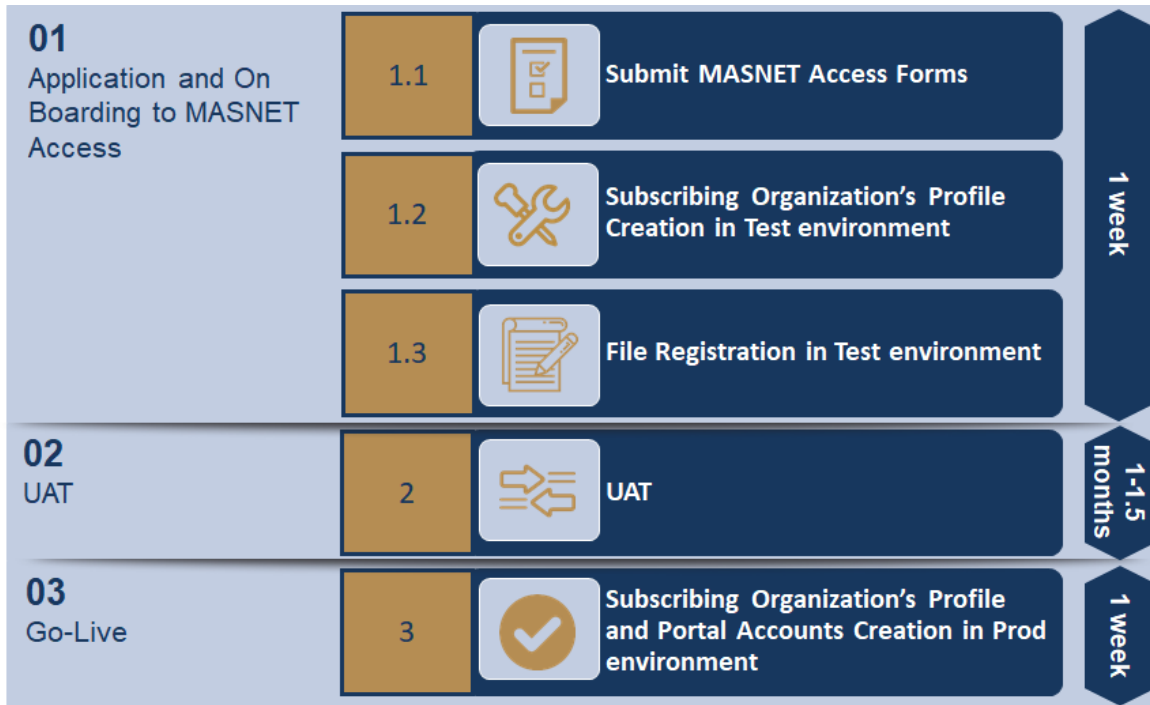 01
Application and On
Boarding to MASNET
Access
1.1
Submit MASNET Access Forms
1.2
Subscribing Organization’s Profile
Creation in Test environment
1.3
File Registration in Test environment
1 week
02
UAT
2
UAT
1-1.5
months
03
Go-Live
3
Subscribing Organization’s Profile
and Portal Accounts Creation in Prod
environment
1 week